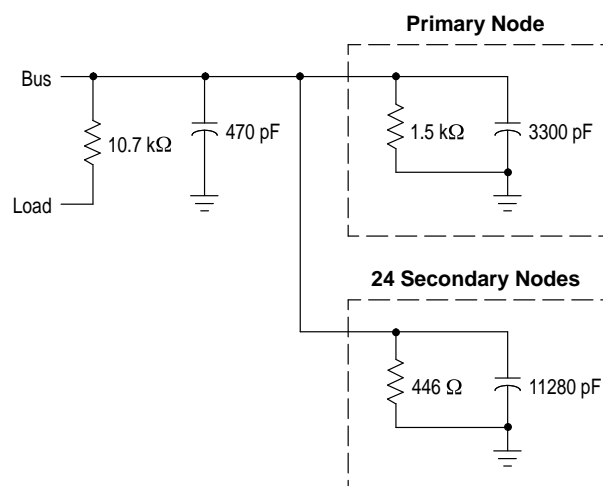 Primary Node
Bus
10.7 kΩ
470 pF
1.5 kΩ
3300 pF
Load
24 Secondary Nodes
446 Ω
11280 pF